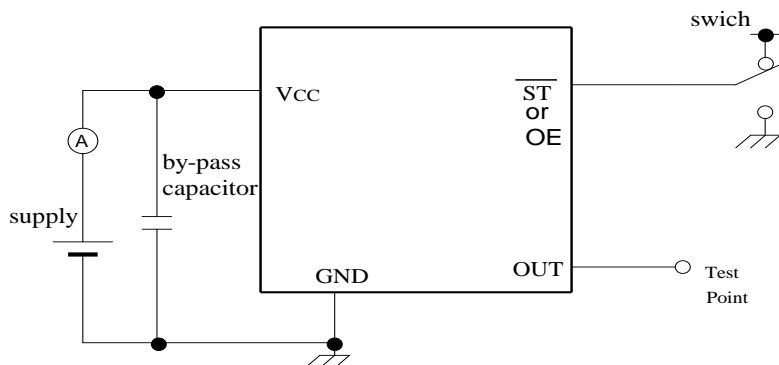 swich
VCC
ST
or
OE
A
by-pass
capacitor
supply
GND
OUT
Test
Point